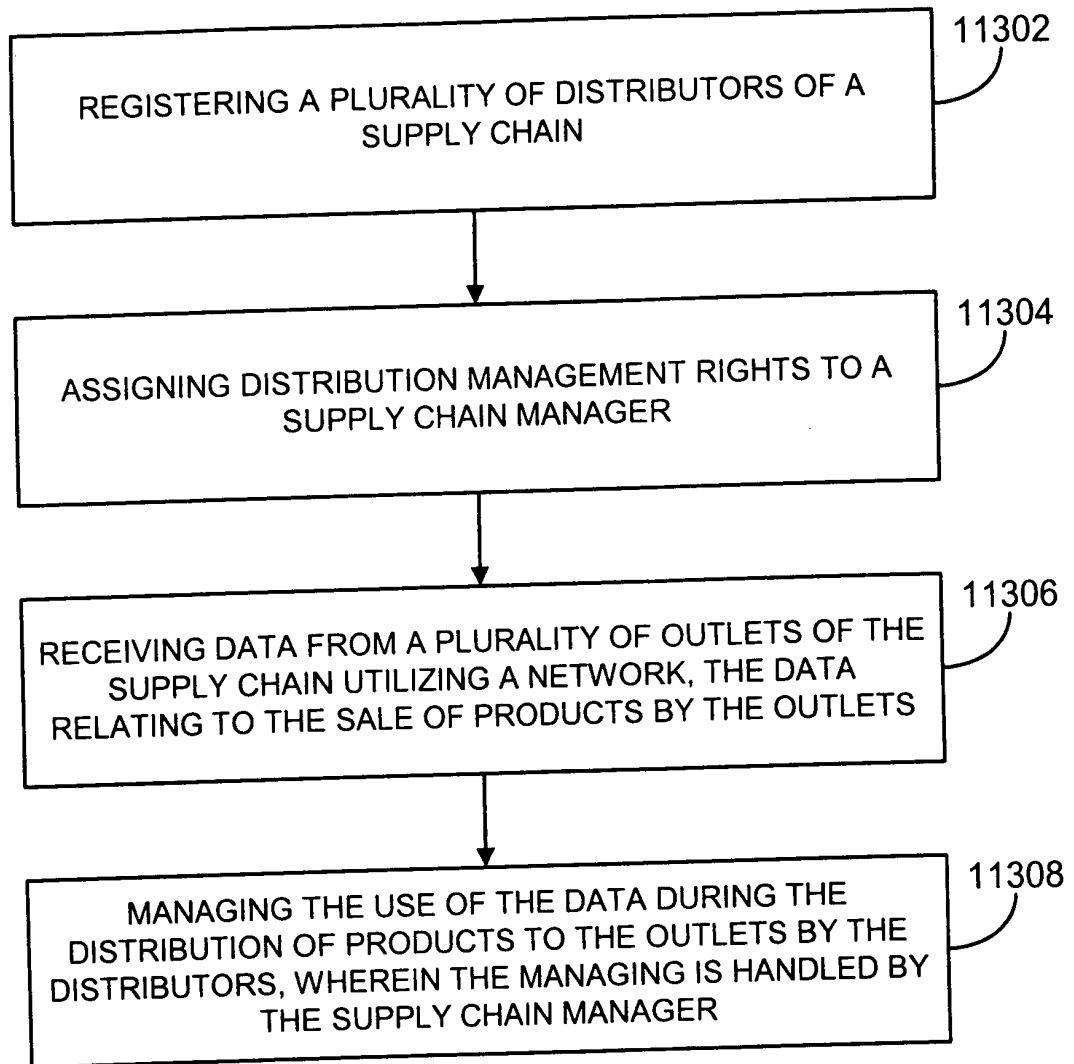 11302
REGISTERING A PLURALITY OF DISTRIBUTORS OF A
SUPPLY CHAIN
11304
ASSIGNING DISTRIBUTION MANAGEMENT RIGHTS TO A
SUPPLY CHAIN MANAGER
11306
RECEIVING DATA FROM A PLURALITY OF OUTLETS OF THE
SUPPLY CHAIN UTILIZING A NETWORK, THE DATA
RELATING TO THE SALE OF PRODUCTS BY THE OUTLETS
11308
MANAGING THE USE OF THE DATA DURING THE
DISTRIBUTION OF PRODUCTS TO THE OUTLETS BY THE
DISTRIBUTORS, WHEREIN THE MANAGING IS HANDLED BY
THE SUPPLY CHAIN MANAGER